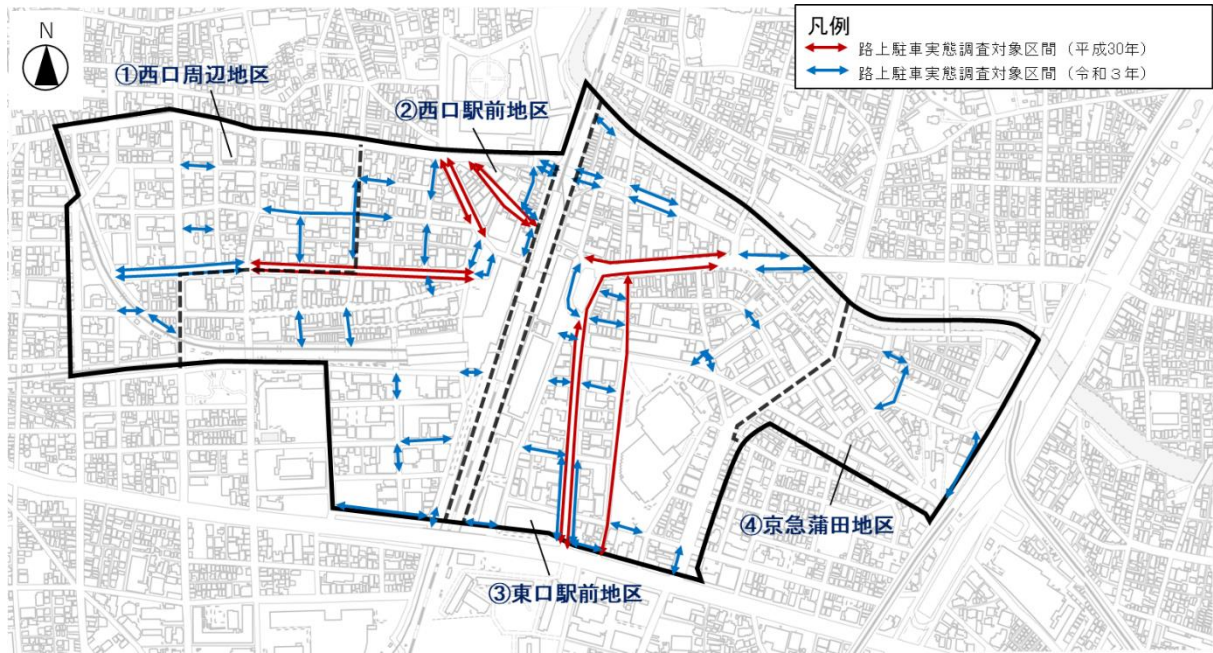 N
凡例
路上駐車実態調査対象区間（平成30年）
路上駐車実態調査対象区間（令和３年）
①西口周辺地区
②西口駅前地区
③東口駅前地区
④京急蒲田地区